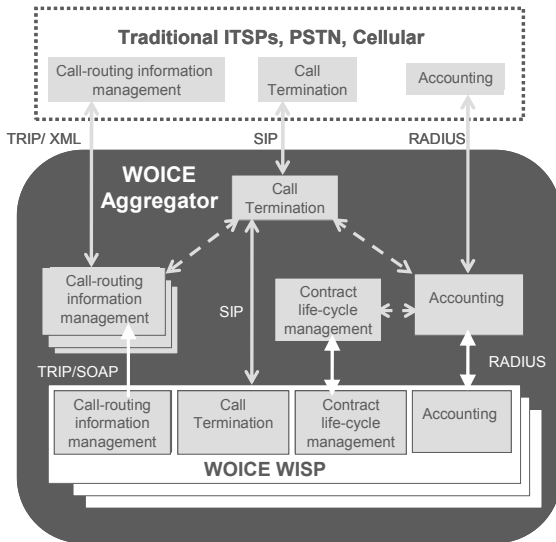 Traditional ITSPs, PSTN, Cellular
Call-routing information
management
Call
Termination
Accounting
TRIP/ XML
SIP
RADIUS
WOICE
Aggregator
Call
Termination
Call-routing
information
management
SIP
Contract
life-cycle
management
Accounting
TRIP/SOAP
RADIUS
Call-routing
information
management
Call
Termination
Contract
life-cycle
management
Accounting
WOICE WISP